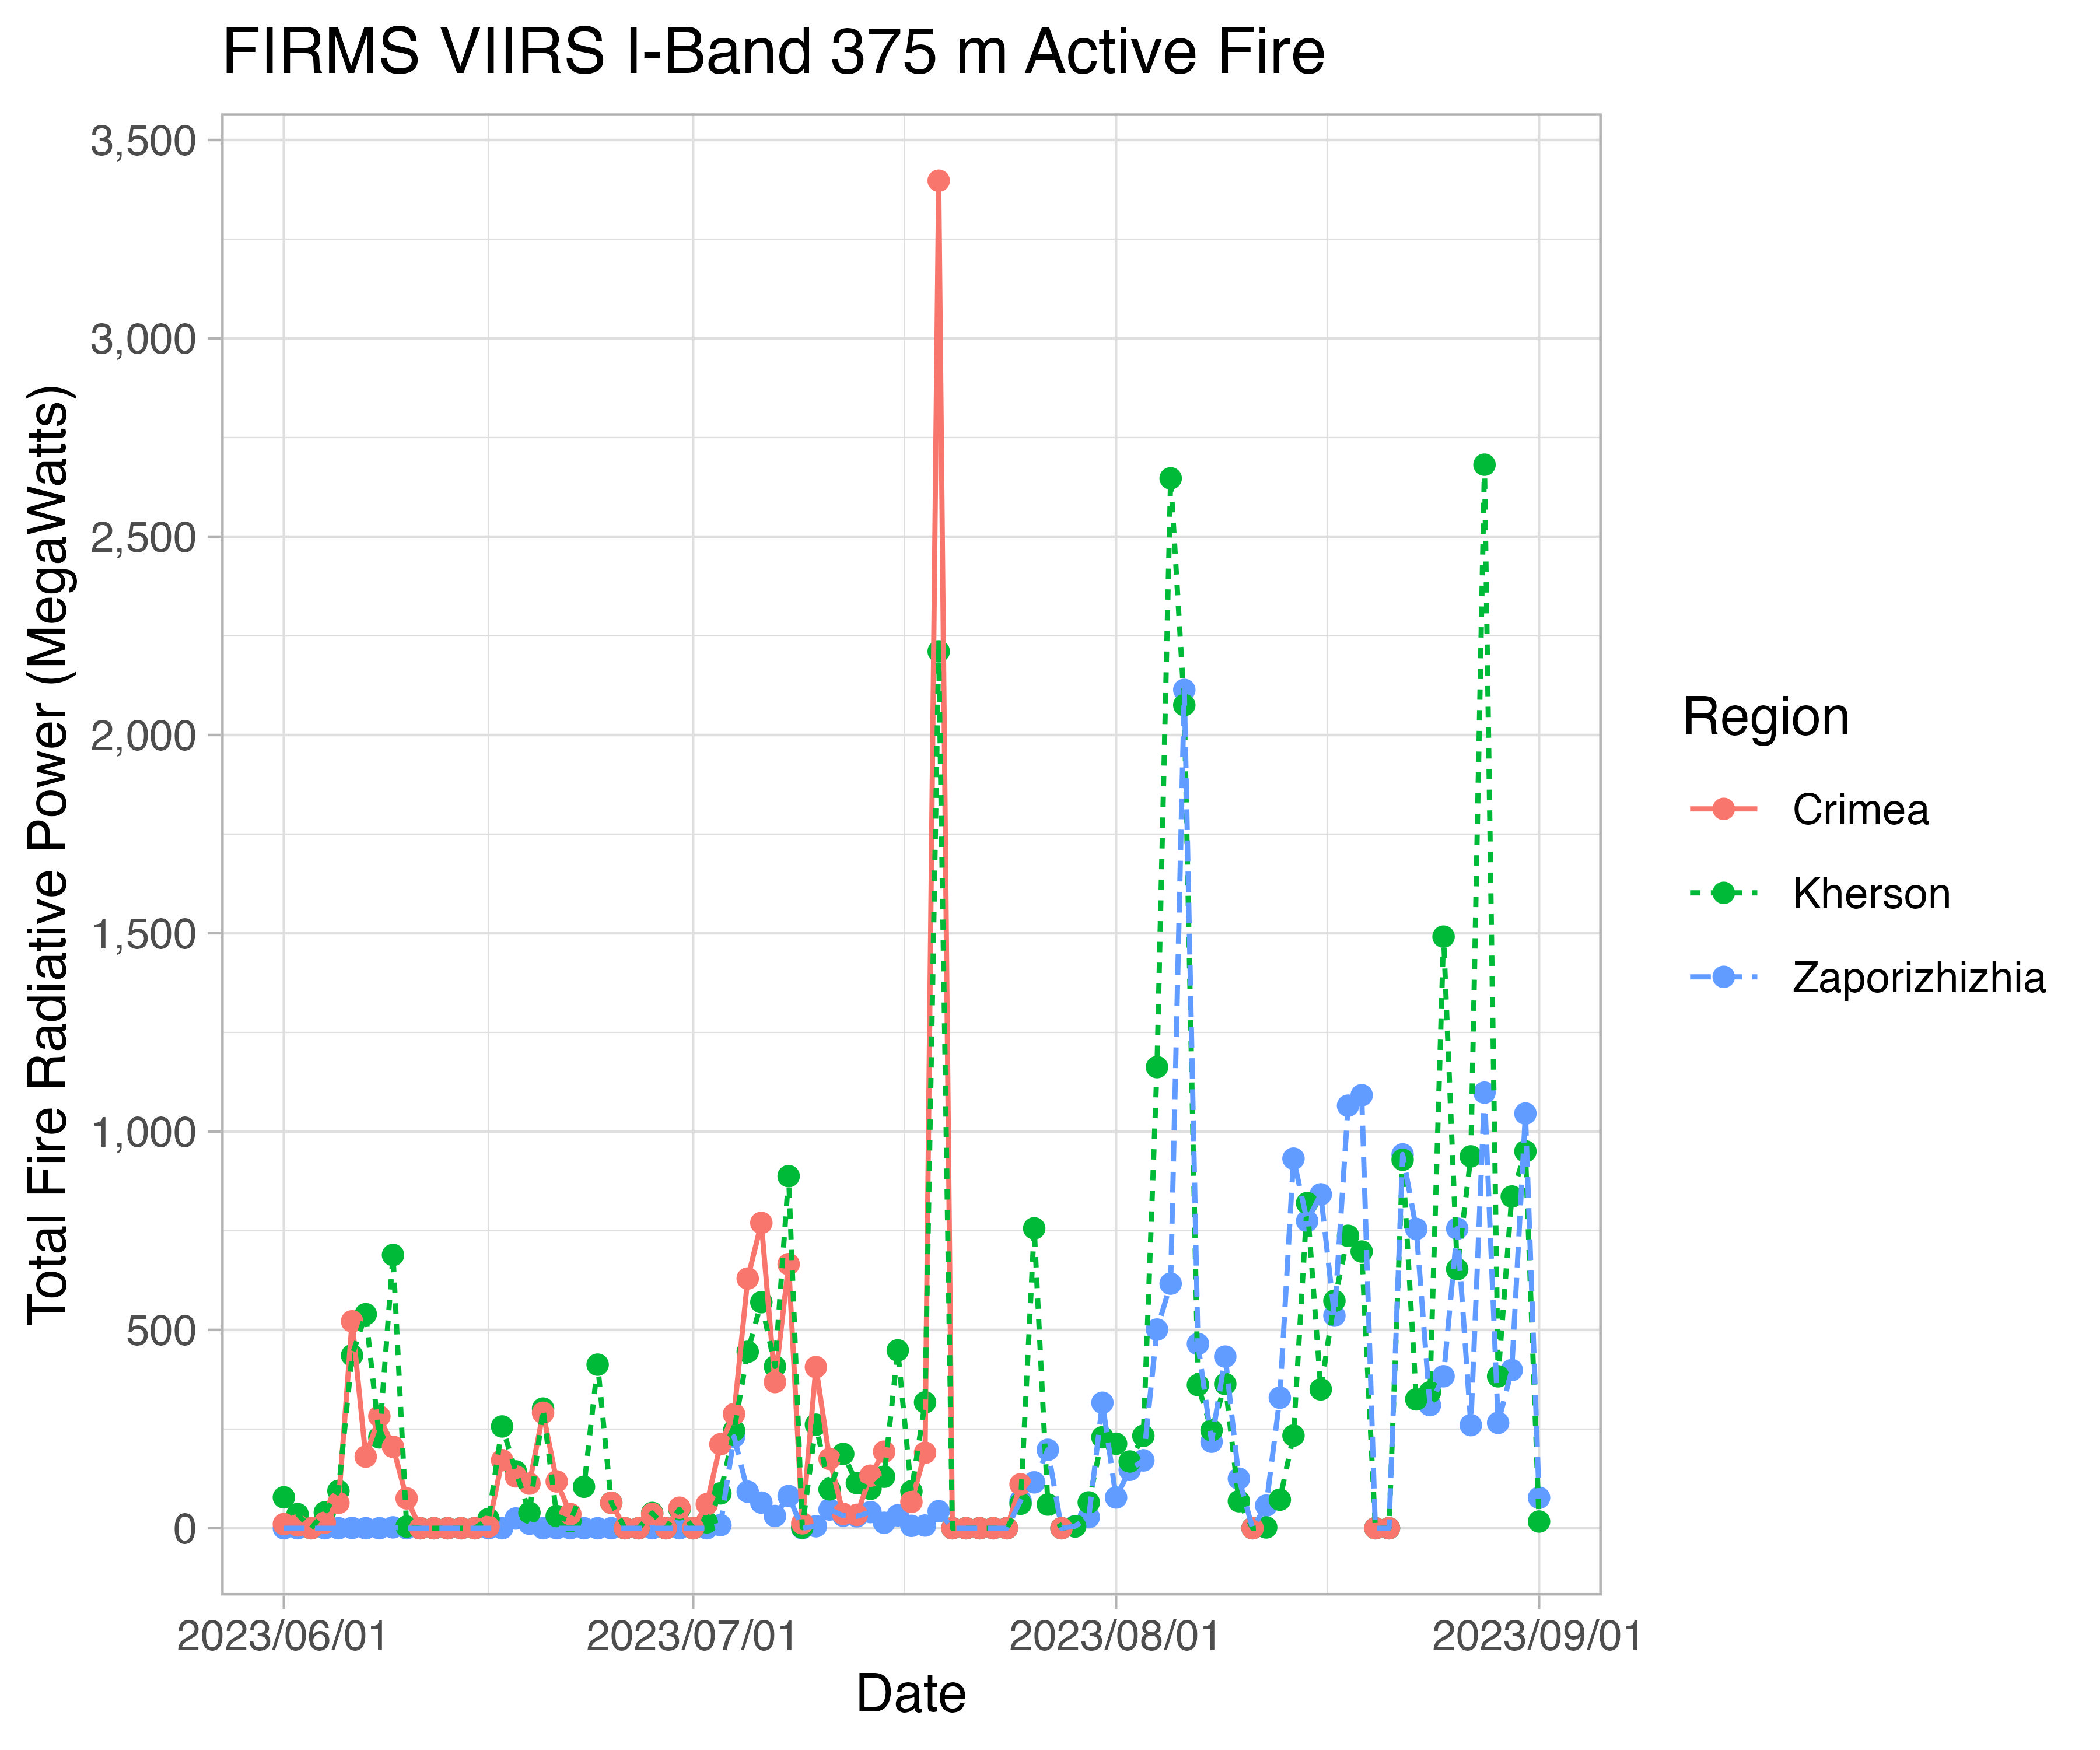 FIRMS VIIRS I-Band 375 m Active Fire
3,500
3,000
2,500
2,000
1,500
1,000
500
0
Total Fire Radiative Power (MegaWatts)
2023/06/01
2023/07/01
2023/08/01
2023/09/01
Date
Region
Crimea
Kherson
Zaporizhizhia